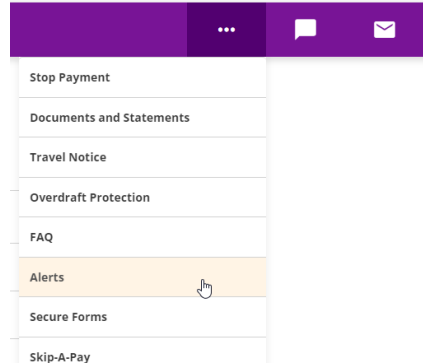 Stop Payment
Documents and Statements
Travel Notice
Overdraft Protection
FAQ
Alerts
Secure Forms
Skip-A-Pay